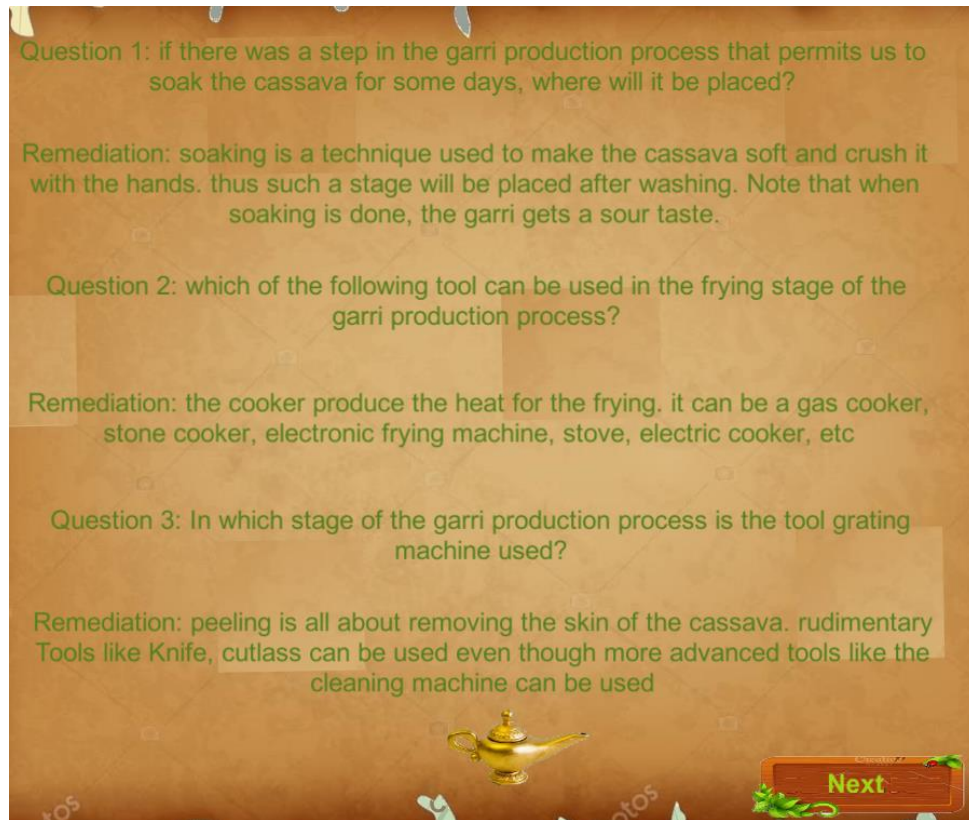 Question 1: if there was a step in the garri production process that permits us to
soak the cassava for some days, where will it be placed?
Remediation: soaking is a technique used to make the cassava soft and crush it
with the hands. thus such a stage will be placed after washing. Note that when
soaking is done, the garri gets a sour taste.
Question 2: which of the following tool can be used in the frying stage of the
garri production process?
Remediation: the cooker produce the heat for the frying. it can be a gas cooker,
stone cooker, electronic frying machine, stove, electric cooker, etc
Question 3: In which stage of the garri production process is the tool grating
machine used?
Remediation: peeling is all about removing the skin of the cassava. rudimentary
Tools like Knife, cutlass can be used even though more advanced tools like the
cleaning machine can be used
Next